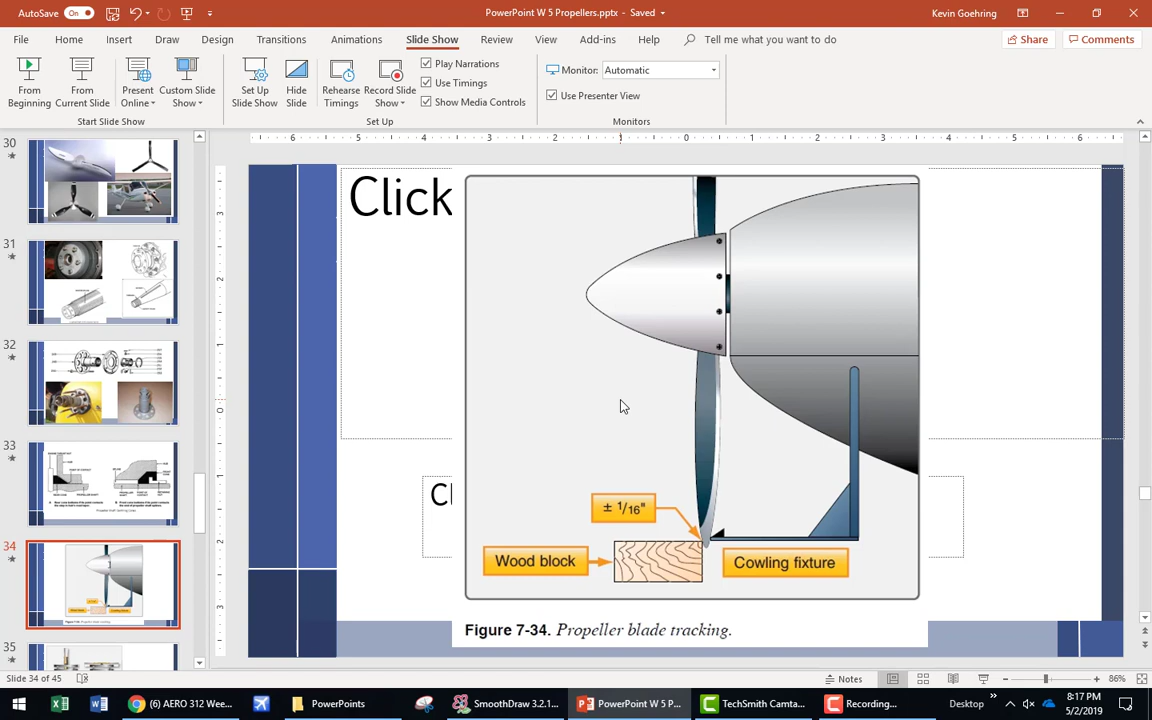 AutoSave On PowerPoint W 5 Propellers.pptx - Saved Kevin Goehring
File Home Insert Draw Design Transitions Animations Slide Show Review View Add-ins Help Tell me what you want to do Share Comments
From Beginning
From Current Slide
Present Online
Custom Slide Show
Start Slide Show
Set Up Slide Show
Hide Slide
Rehearse Timings
Record Slide Show
Play Narrations
Use Timings
Show Media Controls
Set Up
Monitor: Automatic
Use Presenter View
Monitors
30
31
32
33
34
35
Click
± 1/16"
Wood block
Cowling fixture
Figure 7-34. Propeller blade tracking.
Slide 34 of 45 Notes 86%
(6) AERO 312 Wee... PowerPoints SmoothDraw 3.2.1... PowerPoint W 5 P... TechSmith Camta... Recording... Desktop
8:17 PM
5/2/2019